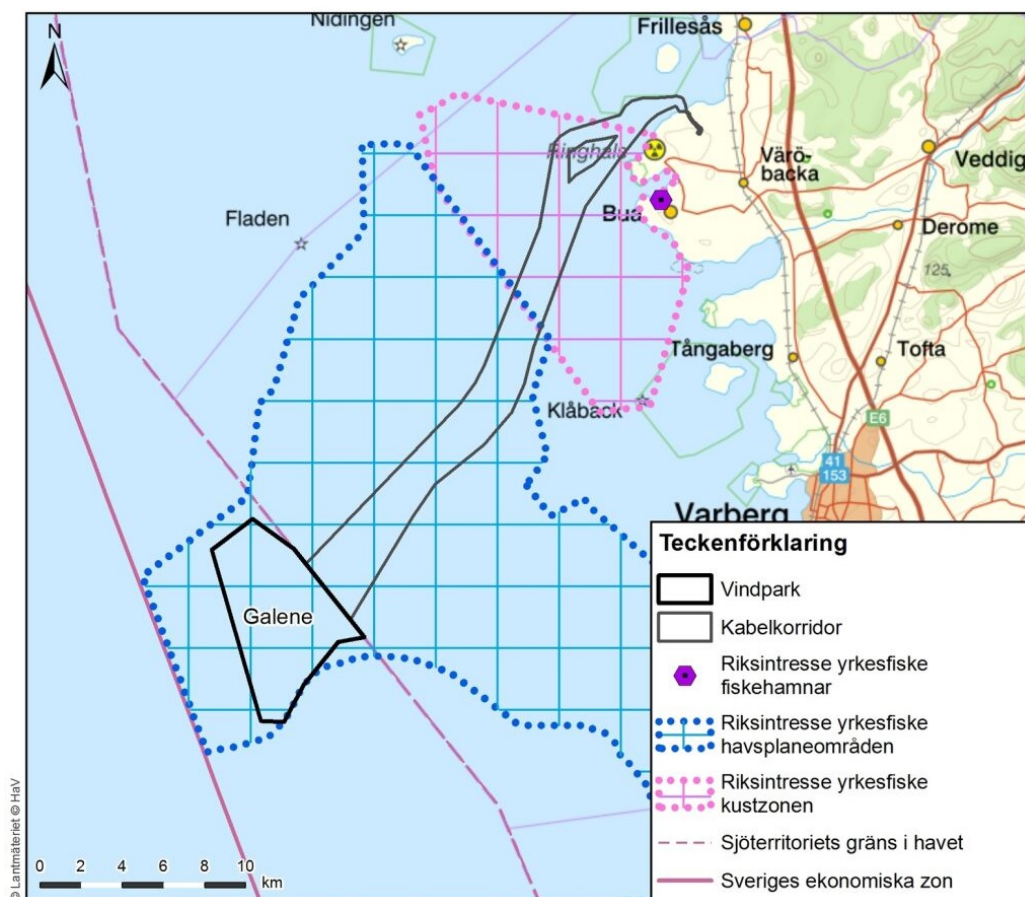 Nidingen
Frillesås
N
Ringhals
Värö-
backa
Veddig
Fladen
Bua
Derome
125
Tångaberg
Tofta
Klåback
E6
41
153
Varberg
Galene
Teckenförklaring
Vindpark
Kabelkorridor
Riksintresse yrkesfiske
fiskehamnar
Riksintresse yrkesfiske
havsplaneområden
Riksintresse yrkesfiske
kustzonen
Sjöterritoriets gräns i havet
Sveriges ekonomiska zon
0 2 4 6 8 10
km
© Lantmäteriet © HaV